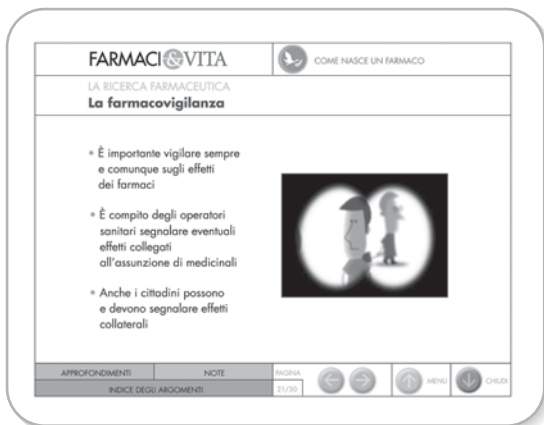 FARMACI&VITA
COME NASCE UN FARMACO
LA RICERCA FARMACEUTICA
La farmacovigilanza
• È importante vigilare sempre
e comunque sugli effetti
dei farmaci
• È compito degli operatori
sanitari segnalare eventuali
effetti collegati
all'assunzione di medicinali
• Anche i cittadini possono
e devono segnalare effetti
collaterali
APPROFONDIMENTI NOTE PAGINA
INDICE DEGLI ARGOMENTI 21/30 MENU CHIUDI